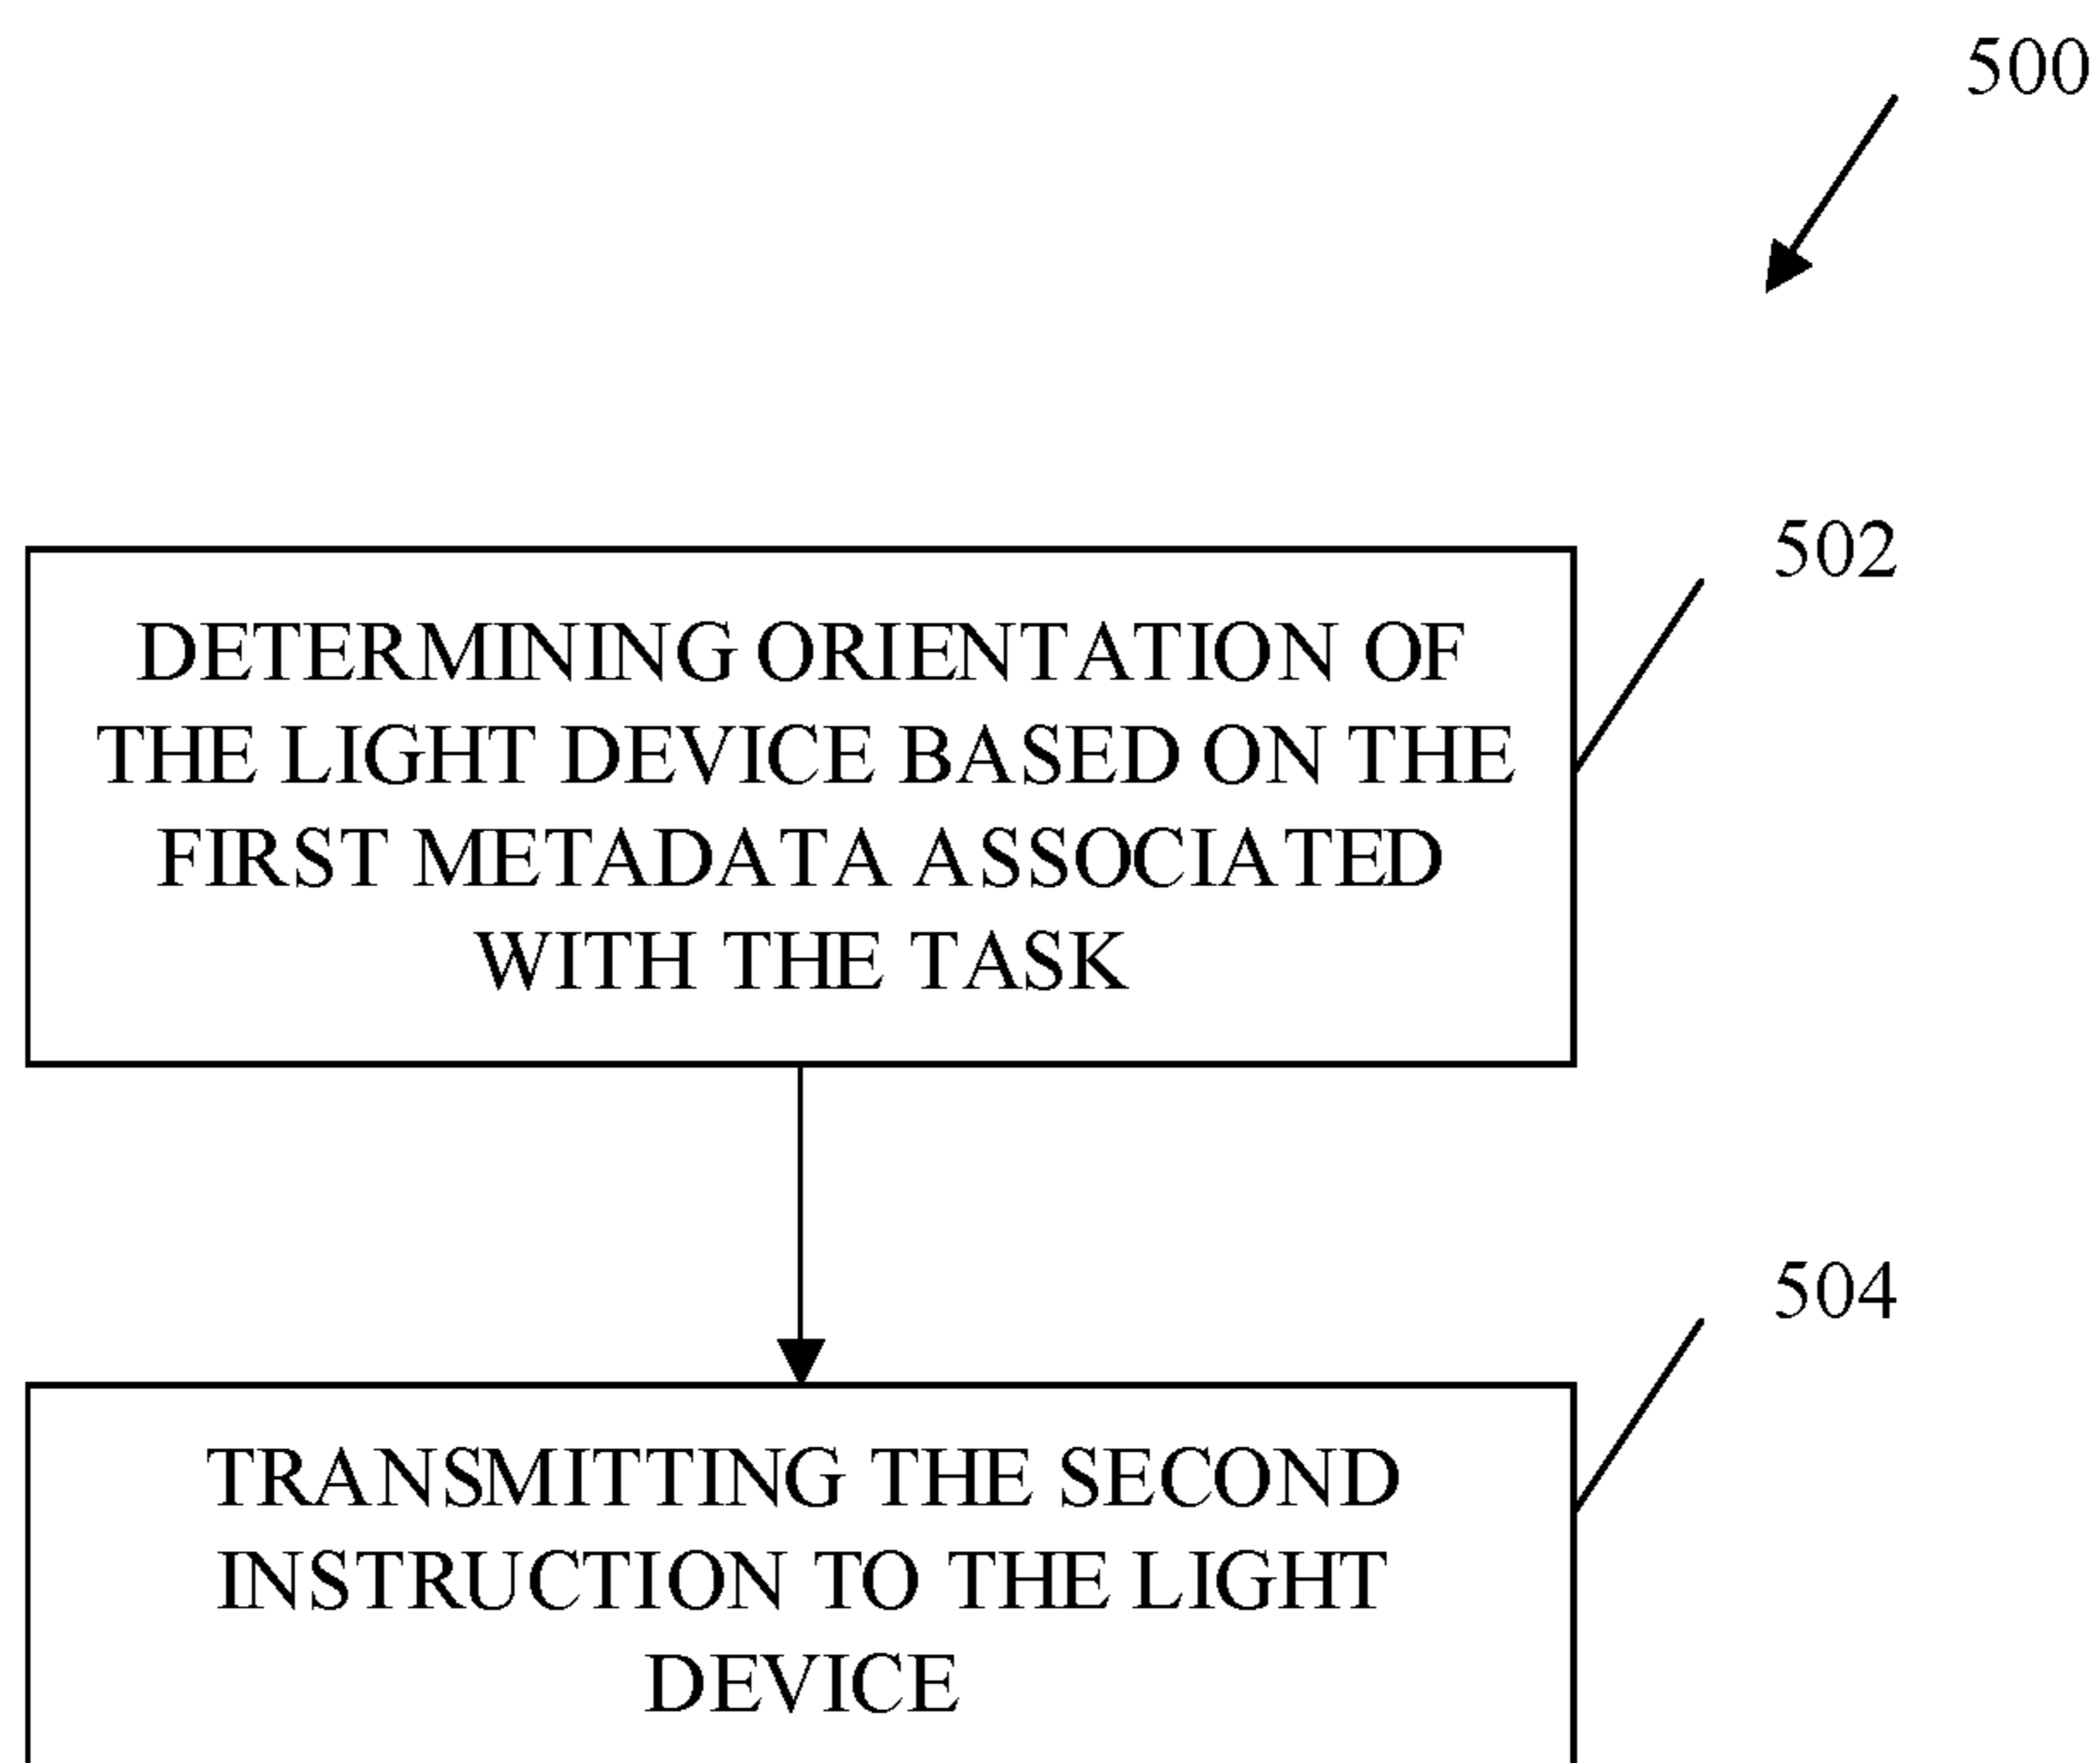 500
502
DETERMINING ORIENTATION OF
THE LIGHT DEVICE BASED ON THE
FIRST METADATA ASSOCIATED
WITH THE TASK
504
TRANSMITTING THE SECOND
INSTRUCTION TO THE LIGHT
DEVICE